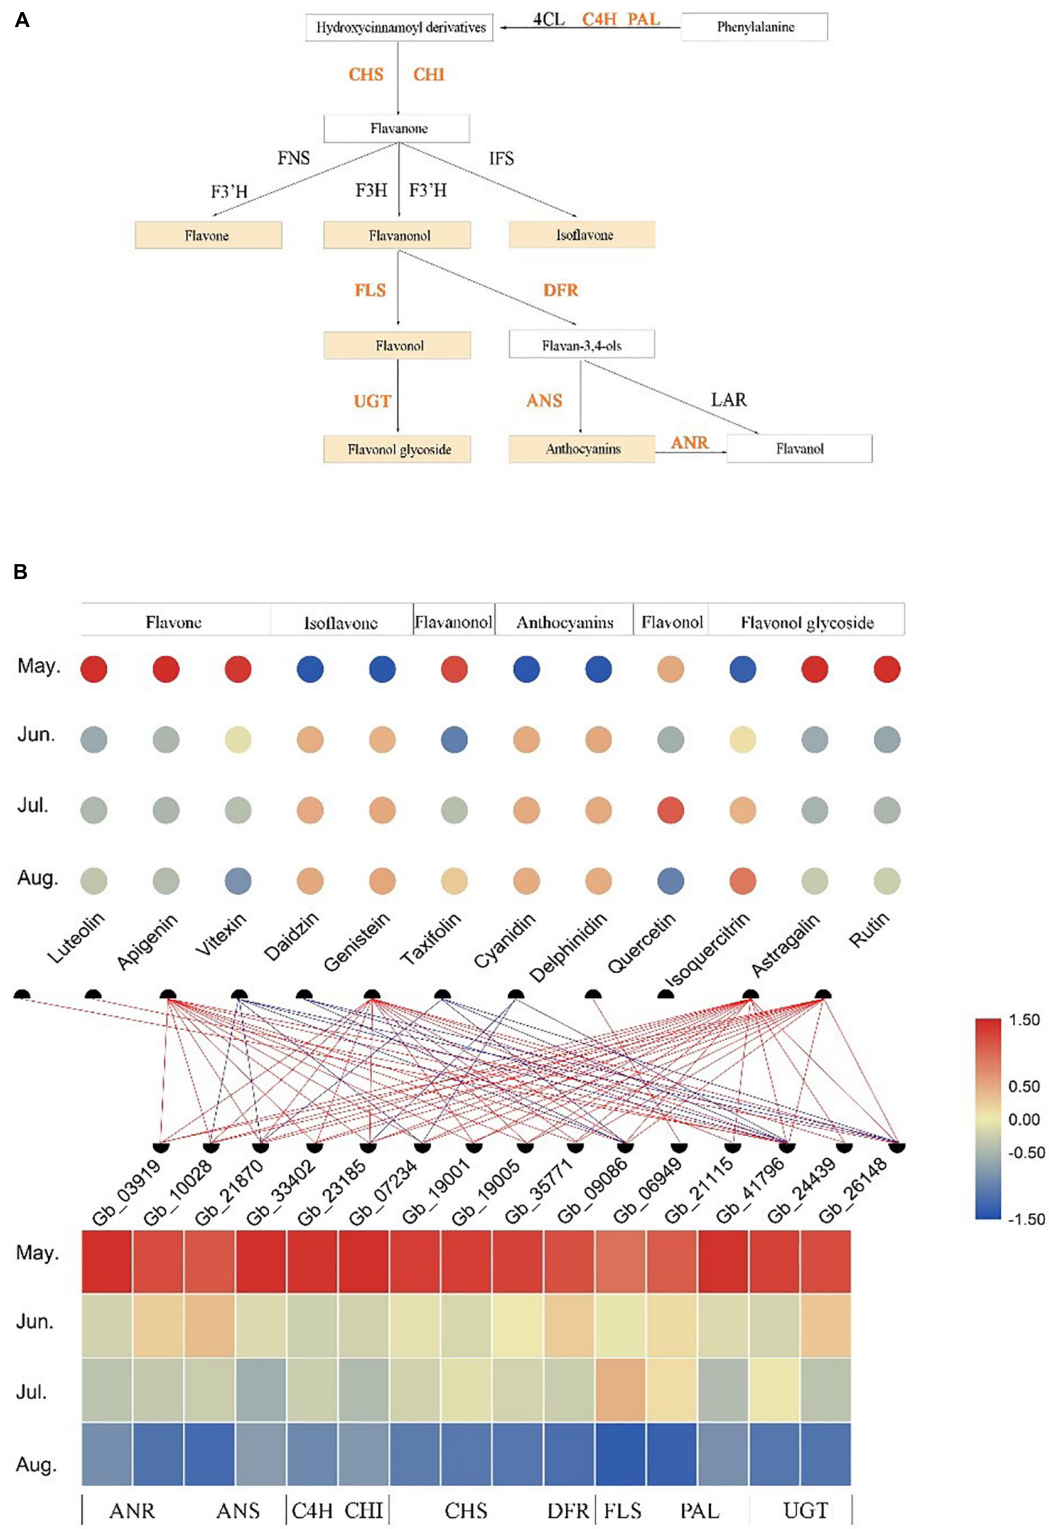 A
Hydroxycinnamoyl derivatives
4CL C4H PAL
Phenylalanine
CHS CHI
Flavanone
FNS IFS
F3'H F3H F3'H
Flavone Flavanonol Isoflavone
FLS DFR
Flavonol Flavan-3,4-ols
UGT ANS LAR
Flavonol glycoside Anthocyanins ANR Flavanol
B
Flavone Isoflavone Flavanonol Anthocyanins Flavonol Flavonol glycoside
May.
Jun.
Jul.
Aug.
Luteolin Apigenin Vitexin Daidzin Genistein Taxifolin Cyanidin Delphinidin Quercetin Isoquercitrin Astragalin Rutin
1.50
0.50
0.00
-0.50
-1.50
Gb_03919 Gb_10028 Gb_21870 Gb_33402 Gb_23185 Gb_07234 Gb_19001 Gb_19005 Gb_35771 Gb_09086 Gb_06949 Gb_21115 Gb_41796 Gb_24439 Gb_26148
May.
Jun.
Jul.
Aug.
ANR ANS C4H CHI CHS DFR FLS PAL UGT